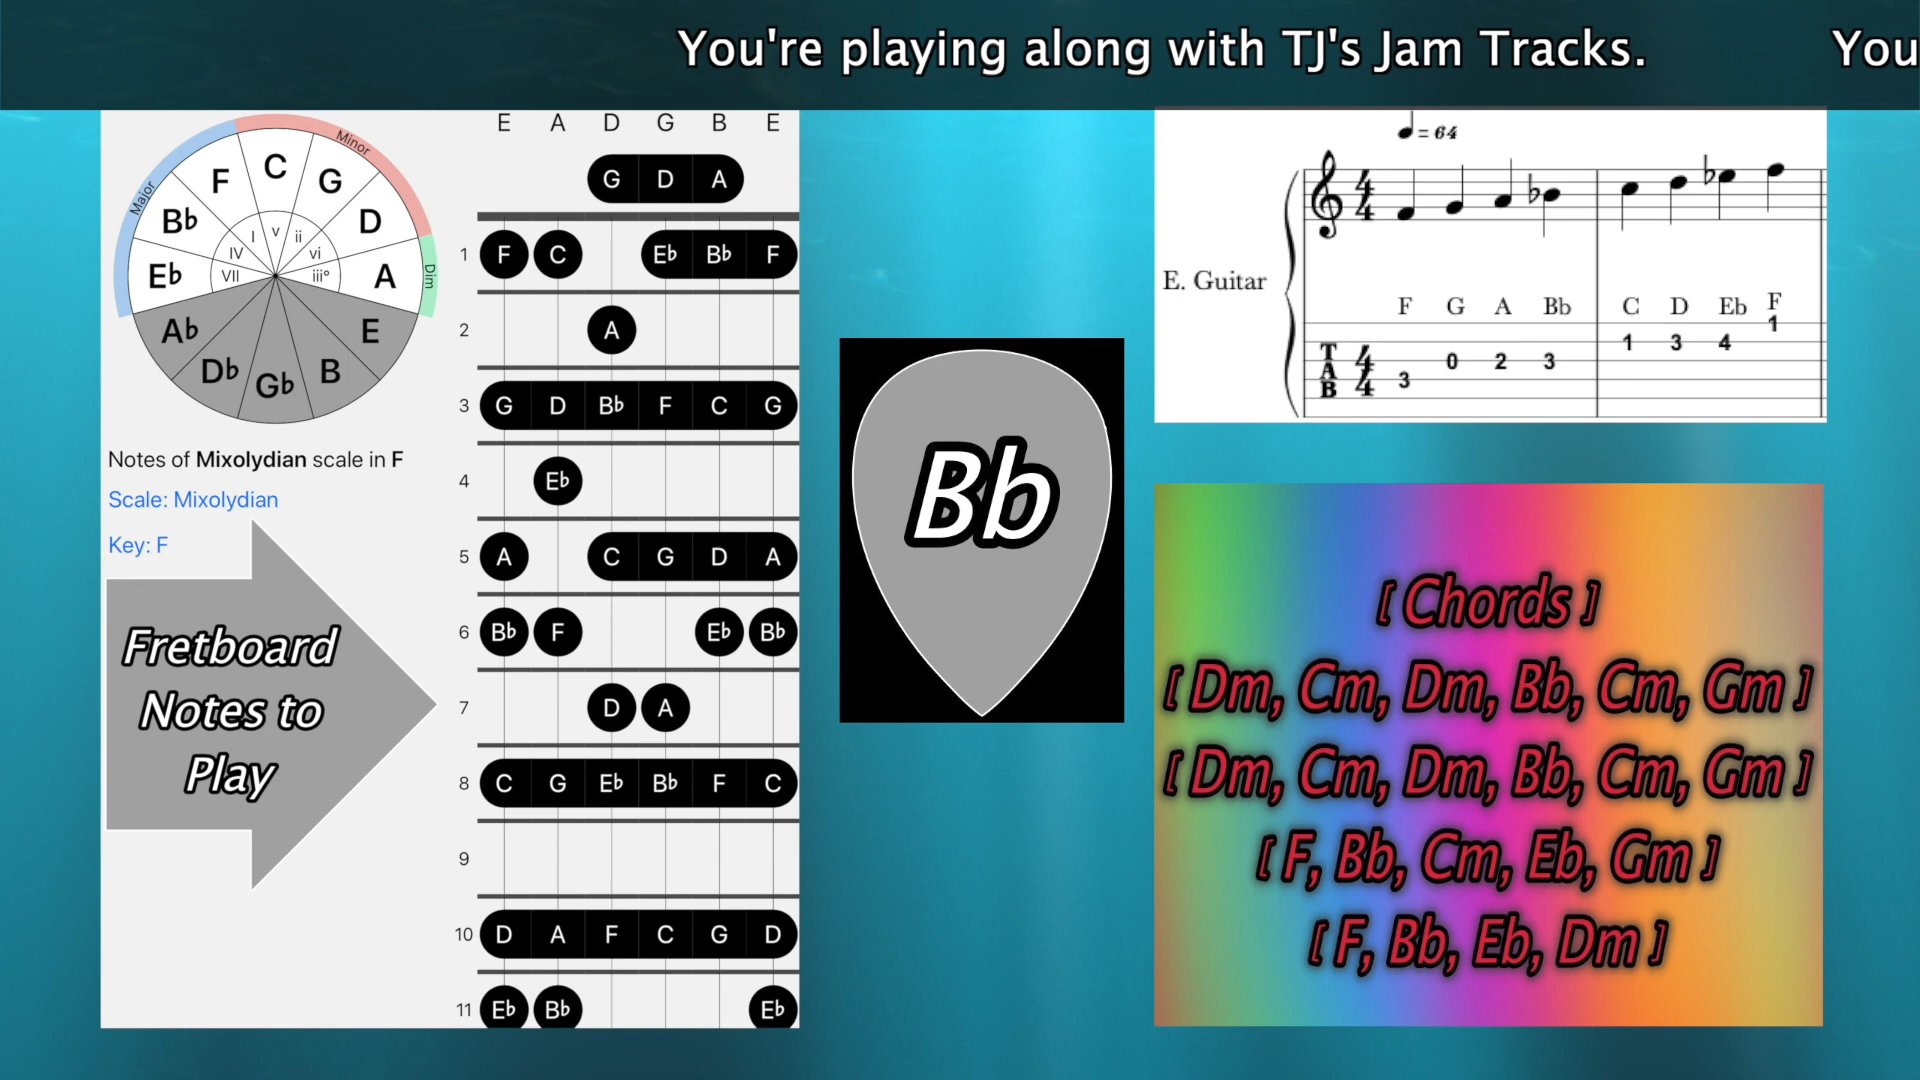 You're playing along with TJ's Jam Tracks.
You
Major
Minor
Dim
F C G
Bb D
Eb A
Ab E
Db Gb B
I V ii
IV vi
VII iii°
Notes of Mixolydian scale in F
Scale: Mixolydian
Key: F
Fretboard
Notes to
Play
E A D G B E
G D A
1 F C Eb Bb F
2 A
3 G D Bb F C G
4 Eb
5 A C G D A
6 Bb F Eb Bb
7 D A
8 C G Eb Bb F C
9
10 D A F C G D
11 Eb Bb Eb
Bb
= 64
4
4
E. Guitar
F G A Bb C D Eb F
T
A
B
4
4
3 0 2 3 1 3 4 1
[ Chords ]
[ Dm, Cm, Dm, Bb, Cm, Gm ]
[ Dm, Cm, Dm, Bb, Cm, Gm ]
[ F, Bb, Cm, Eb, Gm ]
[ F, Bb, Eb, Dm ]